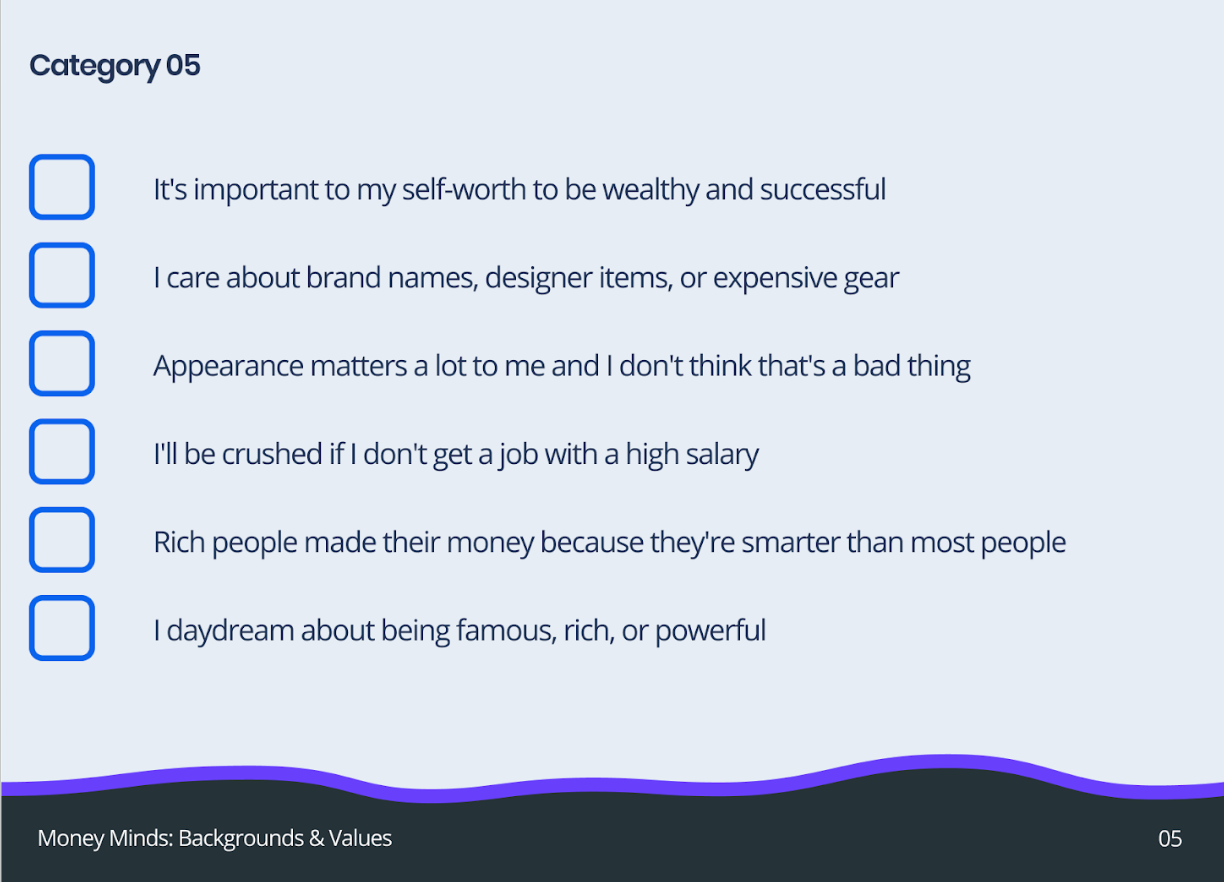 Category 05
It's important to my self-worth to be wealthy and successful
I care about brand names, designer items, or expensive gear
Appearance matters a lot to me and I don't think that's a bad thing
I'll be crushed if I don't get a job with a high salary
Rich people made their money because they're smarter than most people
I daydream about being famous, rich, or powerful
Money Minds: Backgrounds & Values
05